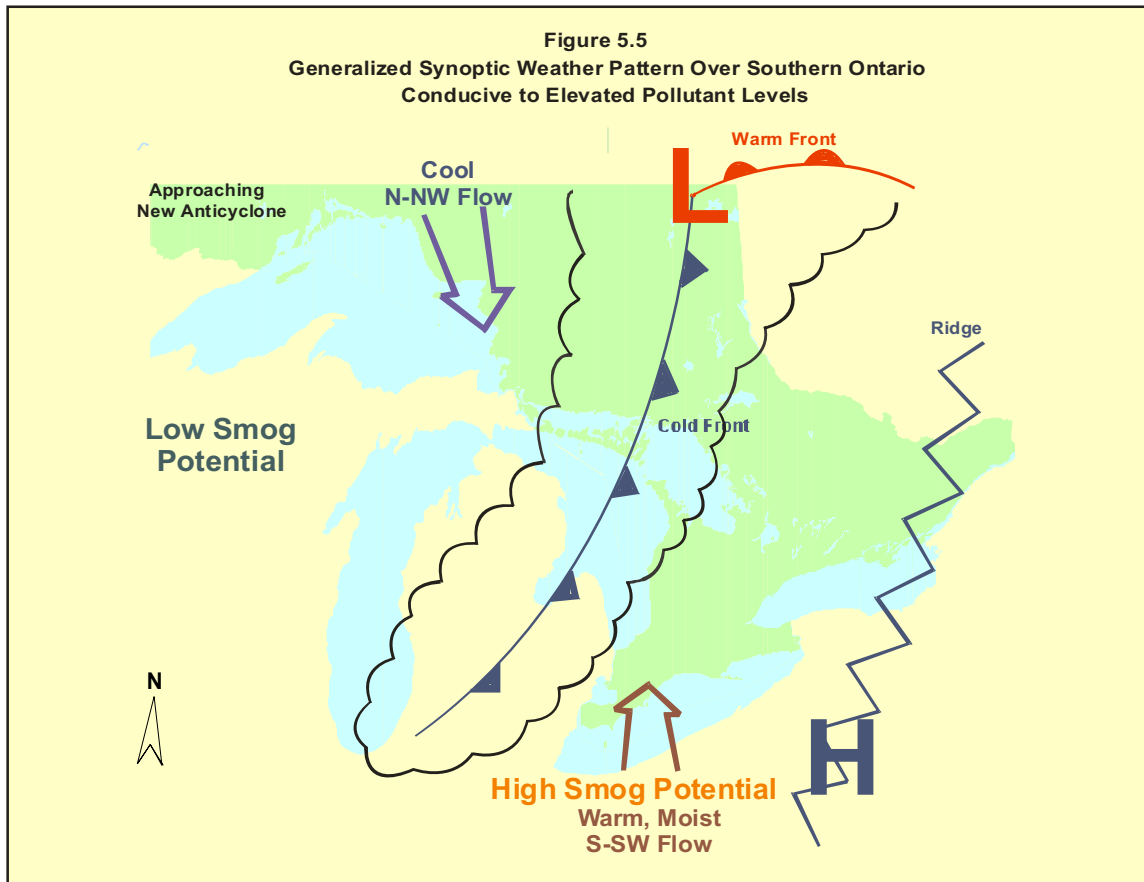 Figure 5.5
Generalized Synoptic Weather Pattern Over Southern Ontario
Conducive to Elevated Pollutant Levels
Warm Front
L
Cool
N-NW Flow
Approaching
New Anticyclone
Ridge
Low Smog
Potential
Cold Front
N
H
High Smog Potential
Warm, Moist
S-SW Flow